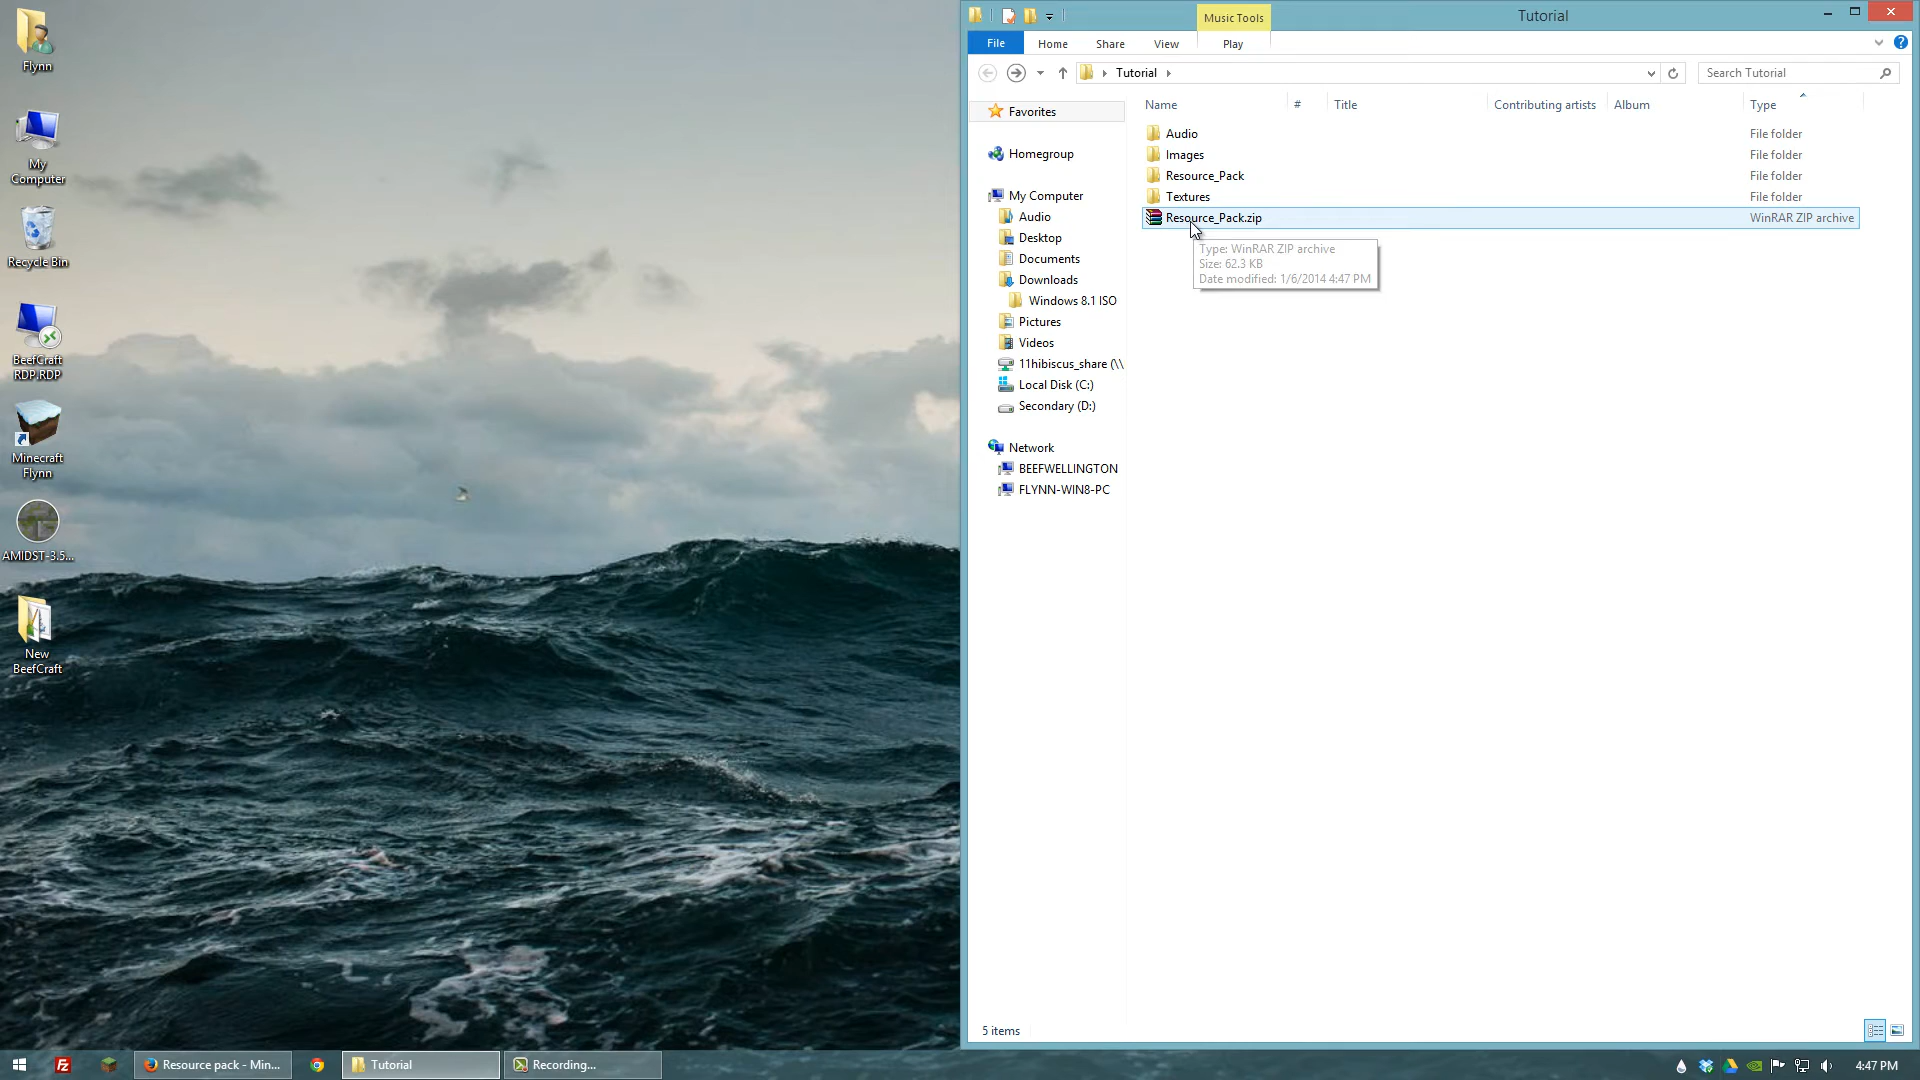 Flynn
My
Computer
Recycle Bin
BeefCraft
RDP.RDP
Minecraft
Flynn
AMIDST-3.5...
New
BeefCraft
Music Tools
Tutorial
File
Home
Share
View
Play
Tutorial
Search Tutorial
Name
#
Title
Contributing artists
Album
Type
Favorites
Homegroup
My Computer
Audio
Desktop
Documents
Downloads
Windows 8.1 ISO
Pictures
Videos
11hibiscus_share (\\
Local Disk (C:)
Secondary (D:)
Network
BEEFWELLINGTON
FLYNN-WIN8-PC
Audio File folder
Images File folder
Resource_Pack File folder
Textures File folder
Resource_Pack.zip WinRAR ZIP archive
Type: WinRAR ZIP archive
Size: 62.3 KB
Date modified: 1/6/2014 4:47 PM
5 items
Resource pack - Min...
Tutorial
Recording...
4:47 PM